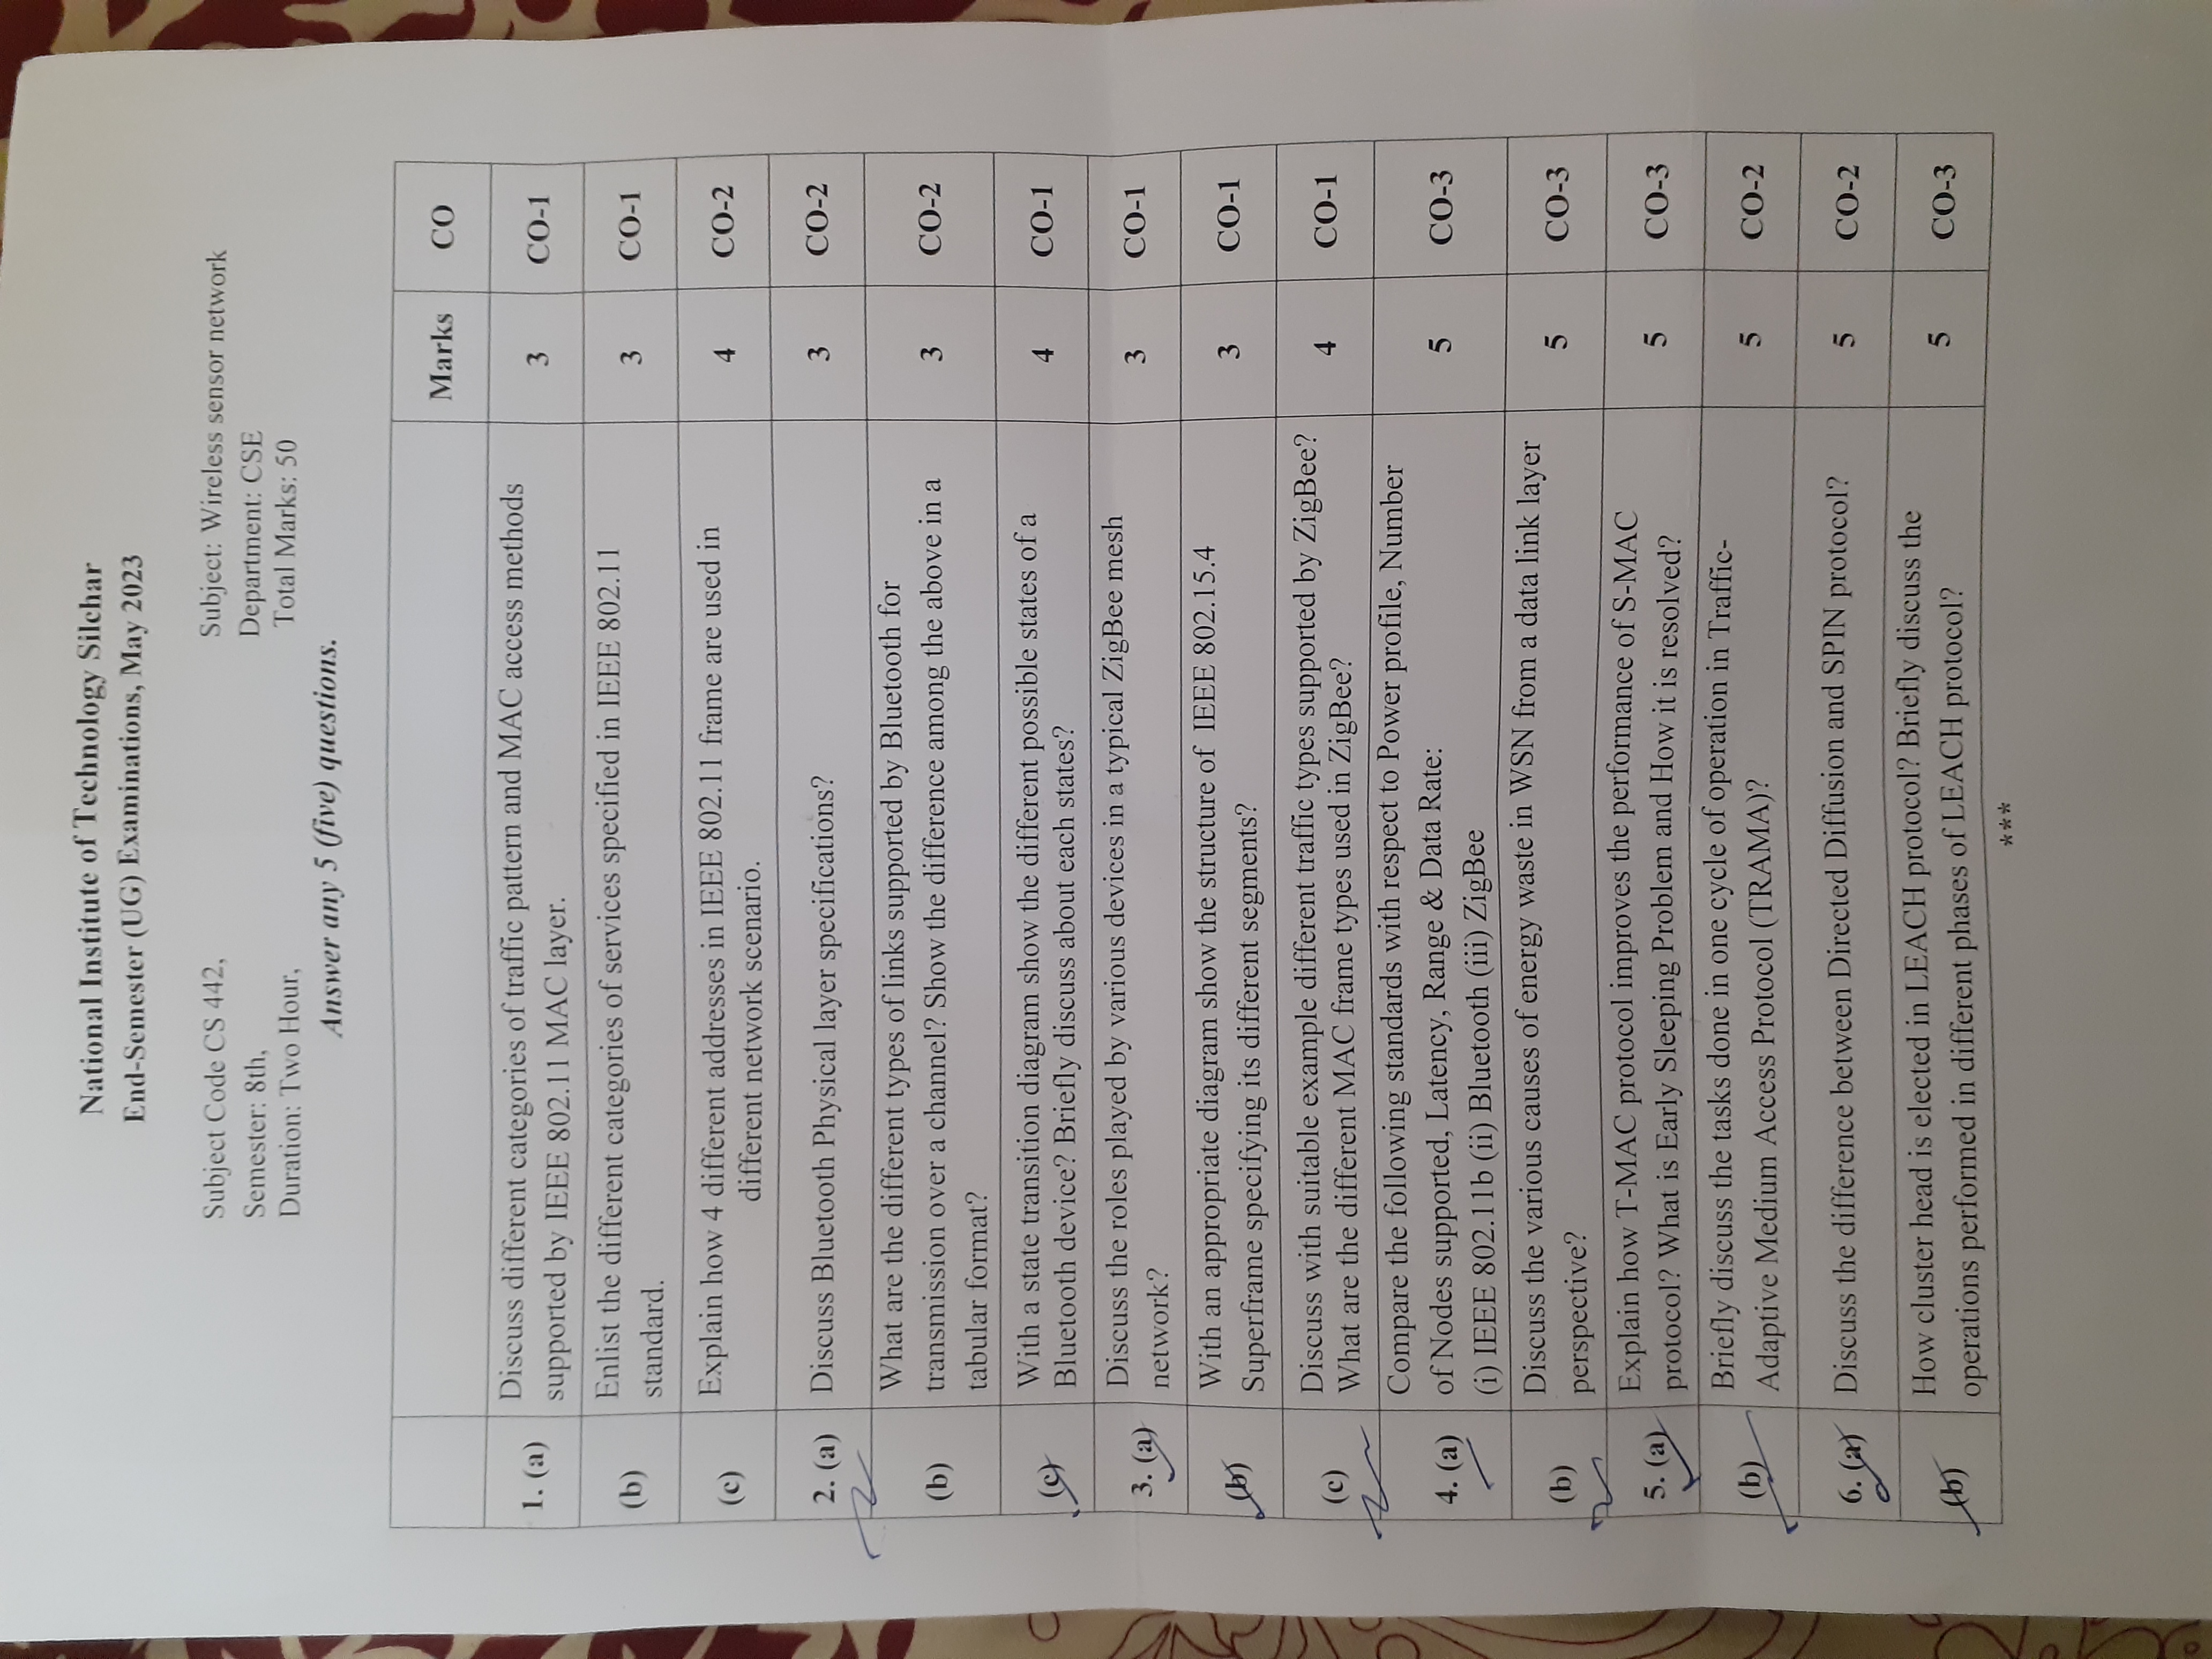 National Institute of Technology Silchar
End-Semester (UG) Examinations, May 2023
Subject Code CS 442,
Subject: Wireless sensor network
Semester: 8th,
Department: CSE
Duration: Two Hour,
Total Marks: 50
Answer any 5 (five) questions.
Marks CO
1. (a) Discuss different categories of traffic pattern and MAC access methods
supported by IEEE 802.11 MAC layer. 3 CO-1
(b) Enlist the different categories of services specified in IEEE 802.11
standard. 3 CO-1
(c) Explain how 4 different addresses in IEEE 802.11 frame are used in
different network scenario. 4 CO-2
2. (a) Discuss Bluetooth Physical layer specifications? 3 CO-2
(b) What are the different types of links supported by Bluetooth for
transmission over a channel? Show the difference among the above in a
tabular format? 3 CO-2
(c) With a state transition diagram show the different possible states of a
Bluetooth device? Briefly discuss about each states? 4 CO-1
3. (a) Discuss the roles played by various devices in a typical ZigBee mesh
network? 3 CO-1
(b) With an appropriate diagram show the structure of IEEE 802.15.4
Superframe specifying its different segments? 3 CO-1
(c) Discuss with suitable example different traffic types supported by ZigBee?
What are the different MAC frame types used in ZigBee? 4 CO-1
4. (a) Compare the following standards with respect to Power profile, Number
of Nodes supported, Latency, Range & Data Rate:
(i) IEEE 802.11b (ii) Bluetooth (iii) ZigBee 5 CO-3
(b) Discuss the various causes of energy waste in WSN from a data link layer
perspective? 5 CO-3
5. (a) Explain how T-MAC protocol improves the performance of S-MAC
protocol? What is Early Sleeping Problem and How it is resolved? 5 CO-3
(b) Briefly discuss the tasks done in one cycle of operation in Traffic-
Adaptive Medium Access Protocol (TRAMA)? 5 CO-2
6. (a) Discuss the difference between Directed Diffusion and SPIN protocol? 5 CO-2
(b) How cluster head is elected in LEACH protocol? Briefly discuss the
operations performed in different phases of LEACH protocol? 5 CO-3
***